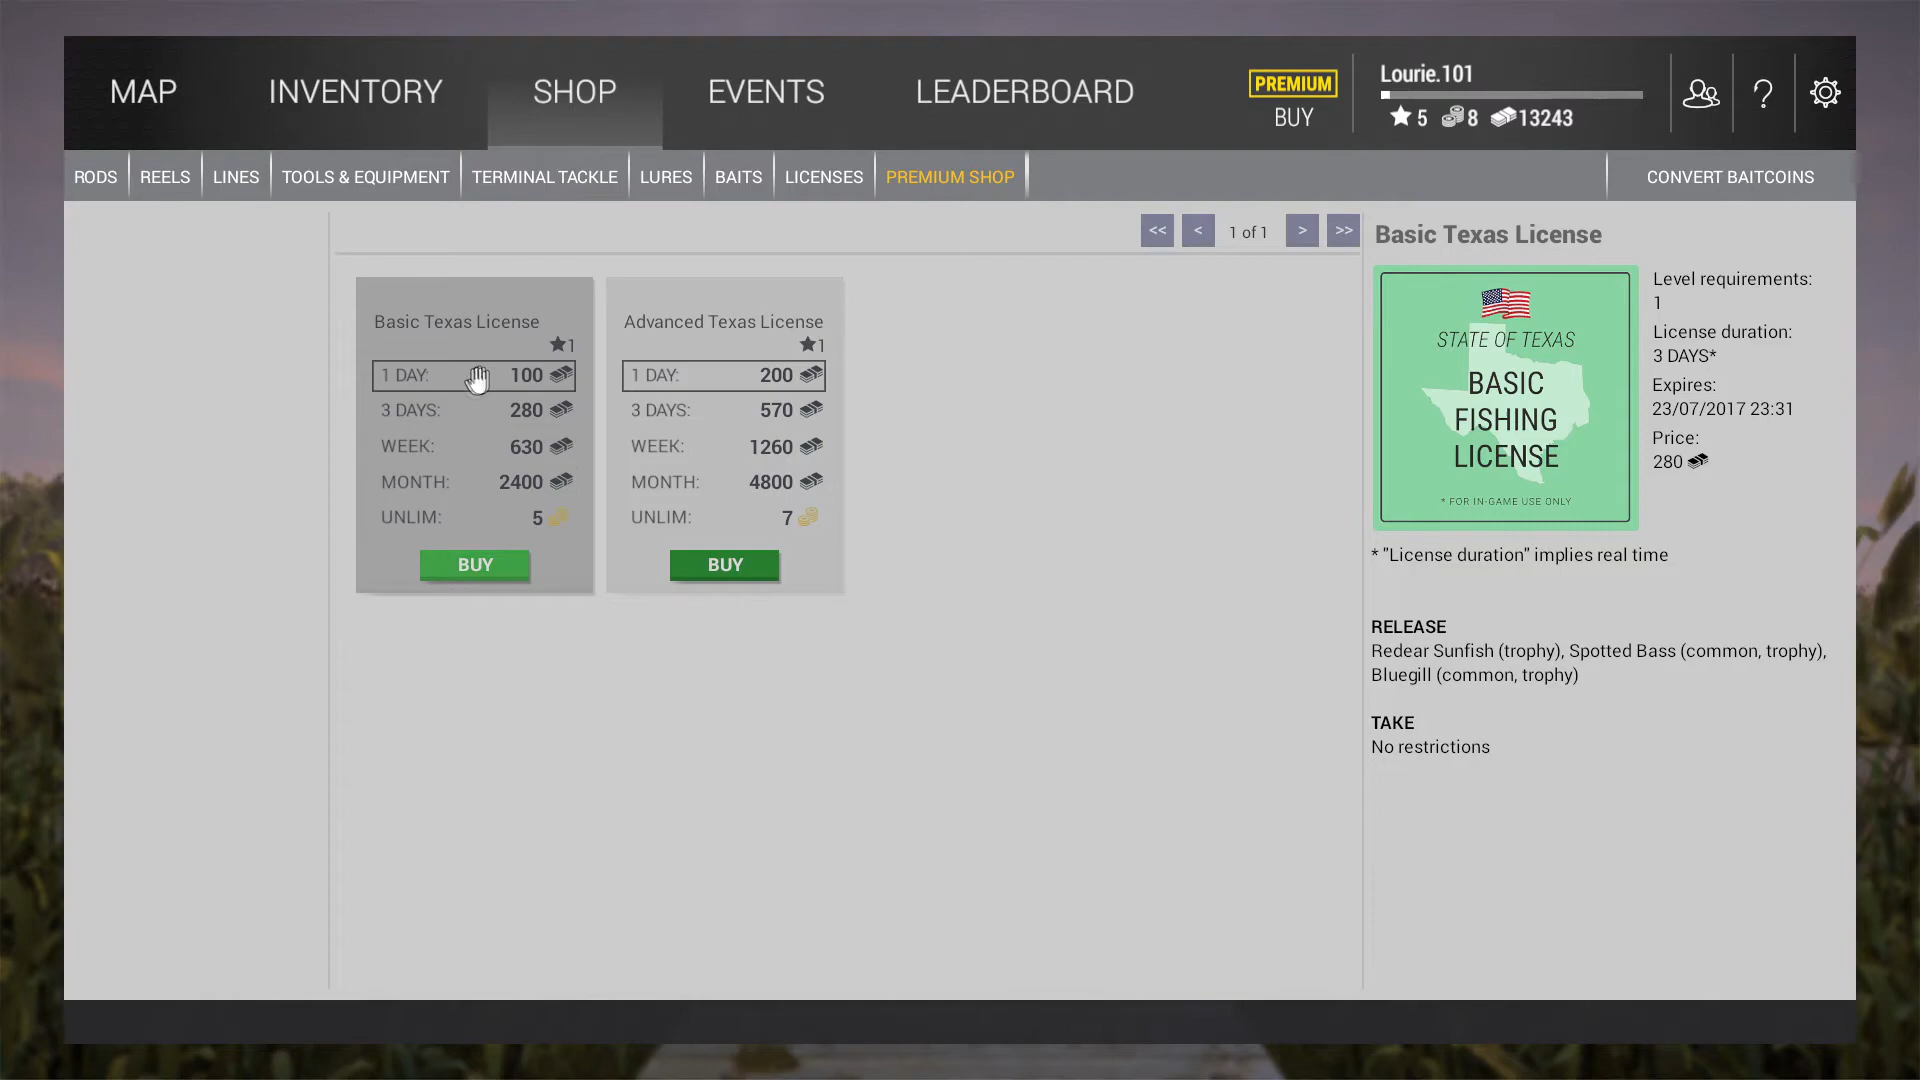 MAP
INVENTORY
SHOP
EVENTS
LEADERBOARD
PREMIUM
BUY
Lourie.101
5
8
13243
?
RODS
REELS
LINES
TOOLS & EQUIPMENT
TERMINAL TACKLE
LURES
BAITS
LICENSES
PREMIUM SHOP
CONVERT BAITCOINS
<<
<
1 of 1
>
>>
Basic Texas License
1
1 DAY: 100
3 DAYS: 280
WEEK: 630
MONTH: 2400
UNLIM: 5
BUY
Advanced Texas License
1
1 DAY: 200
3 DAYS: 570
WEEK: 1260
MONTH: 4800
UNLIM: 7
BUY
Basic Texas License
STATE OF TEXAS
BASIC
FISHING
LICENSE
* FOR IN-GAME USE ONLY
Level requirements:
1
License duration:
3 DAYS*
Expires:
23/07/2017 23:31
Price:
280
* "License duration" implies real time
RELEASE
Redear Sunfish (trophy), Spotted Bass (common, trophy),
Bluegill (common, trophy)
TAKE
No restrictions